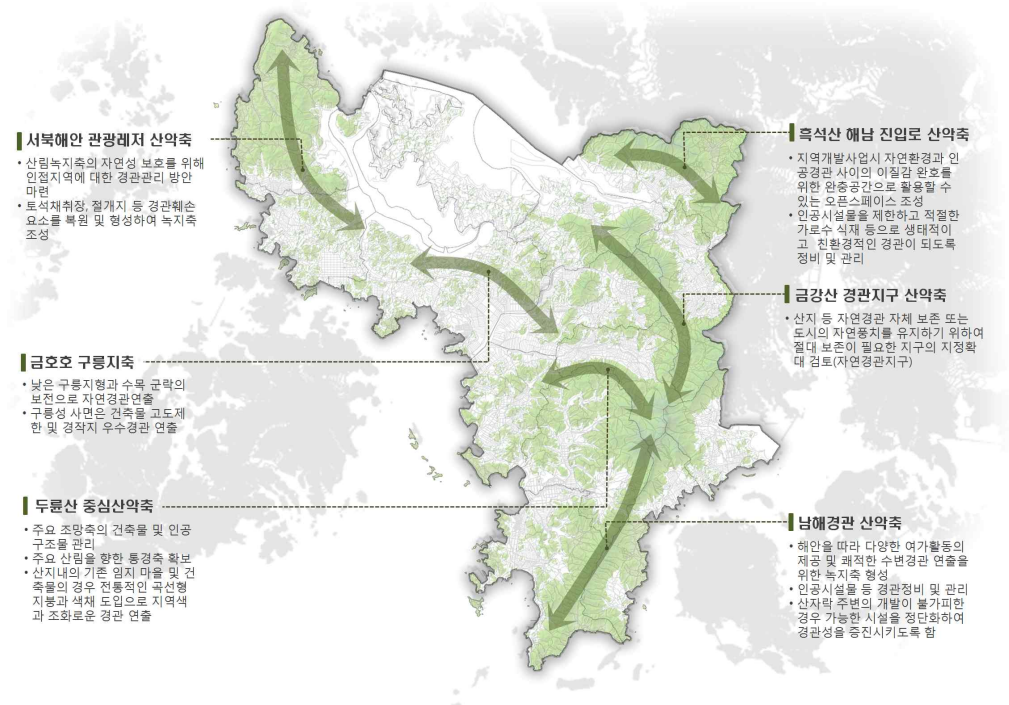 서북해안 관광레저 산악축
• 산림녹지축의 자연성 보호를 위해
인접지역에 대한 경관관리 방안
마련
• 토석채취장, 절개지 등 경관훼손
요소를 복원 및 형성하여 녹지축
조성
금호호 구릉지축
• 낮은 구릉지형과 수목 군락의
보전으로 자연경관연출
• 구릉성 사면은 건축물 고도제
한 및 경작지 우수경관 연출
두륜산 중심산악축
• 주요 조망축의 건축물 및 인공
구조물 관리
• 주요 산림을 향한 통경축 확보
• 산지내의 기존 임지 마을 및 건
축물의 경우 전통적인 곡선형
지붕과 색채 도입으로 지역색
과 조화로운 경관 연출
흑석산 해남 진입로 산악축
• 지역개발사업시 자연환경과 인
공경관 사이의 이질감 완호를
위한 완충공간으로 활용할 수
있는 오픈스페이스 조성
• 인공시설물을 제한하고 적절한
가로수 식재 등으로 생태적이
고 친환경적인 경관이 되도록
정비 및 관리
금강산 경관지구 산악축
• 산지 등 자연경관 자체 보존 또는
도시의 자연풍치를 유지하기 위하여
절대 보존이 필요한 지구의 지정확
대 검토(자연경관지구)
남해경관 산악축
• 해안을 따라 다양한 여가활동의
제공 및 쾌적한 수변경관 연출을
위한 녹지축 형성
• 인공시설물 등 경관정비 및 관리
• 산자락 주변의 개발이 불가피한
경우 가능한 시설을 정단화하여
경관성을 증진시키도록 함